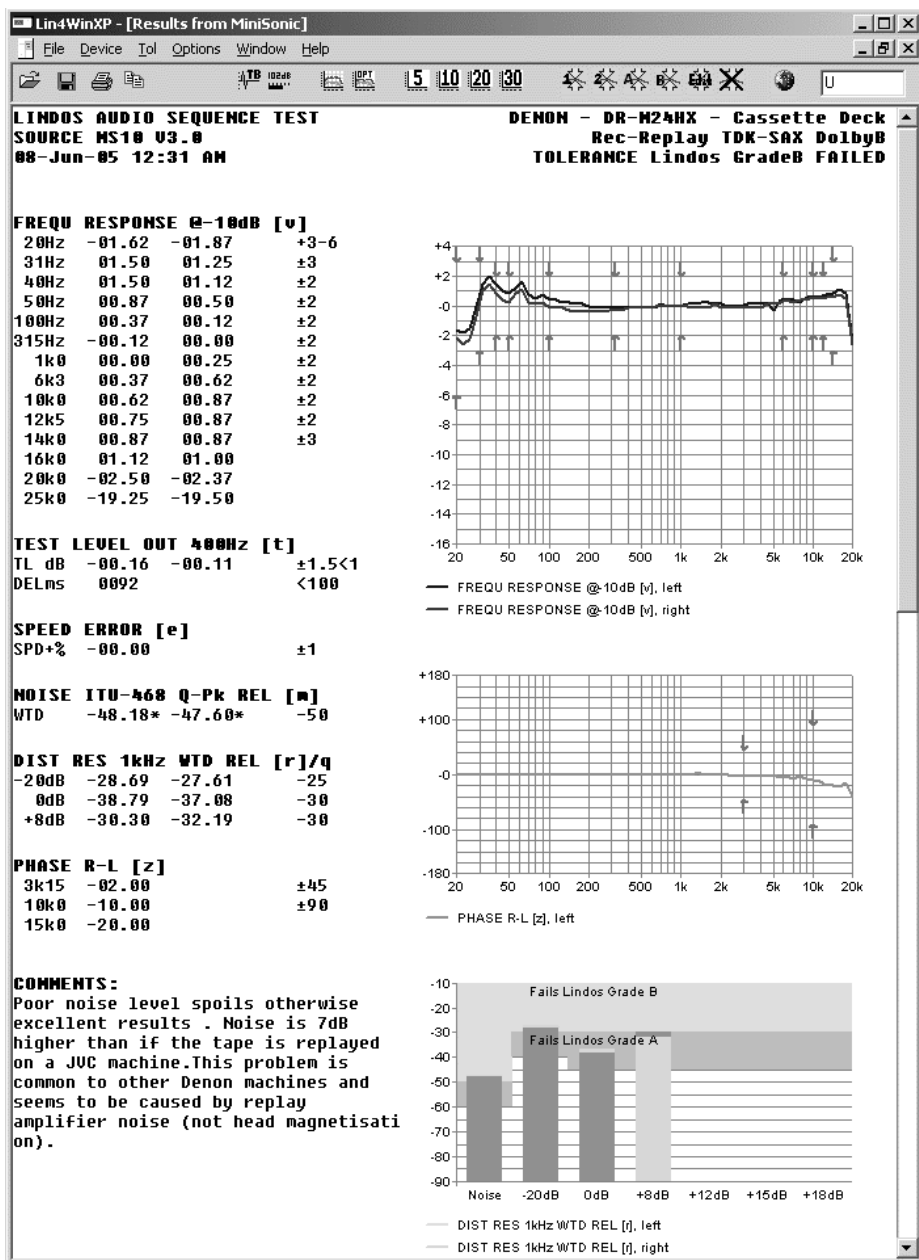 Lin4WinXP - [Results from MiniSonic]
File Device Tol Options Window Help
TB 102dB OPT 5 10 20 30 1 2 A B Edit U
LINDOS AUDIO SEQUENCE TEST
SOURCE MS10 V3.0
08-Jun-05 12:31 AM
DENON - DR-M24HX - Cassette Deck
Rec-Replay TDK-SAX DolbyB
TOLERANCE Lindos GradeB FAILED
FREQU RESPONSE @-10dB [v]
20Hz -01.62 -01.87 +3-6
31Hz 01.50 01.25 ±3
40Hz 01.50 01.12 ±2
50Hz 00.87 00.50 ±2
100Hz 00.37 00.12 ±2
315Hz -00.12 00.00 ±2
1k0 00.00 00.25 ±2
6k3 00.37 00.62 ±2
10k0 00.62 00.87 ±2
12k5 00.75 00.87 ±2
14k0 00.87 00.87 ±3
16k0 01.12 01.00
20k0 -02.50 -02.37
25k0 -19.25 -19.50
TEST LEVEL OUT 400Hz [t]
TL dB -00.16 -00.11 ±1.5<1
DELms 0092 <100
SPEED ERROR [e]
SPD+% -00.00 ±1
NOISE ITU-468 Q-Pk REL [m]
WTD -48.18* -47.60* -50
DIST RES 1kHz WTD REL [r]/q
-20dB -28.69 -27.61 -25
0dB -38.79 -37.08 -30
+8dB -30.30 -32.19 -30
PHASE R-L [z]
3k15 -02.00 ±45
10k0 -10.00 ±90
15k0 -20.00
COMMENTS:
Poor noise level spoils otherwise
excellent results . Noise is 7dB
higher than if the tape is replayed
on a JVC machine.This problem is
common to other Denon machines and
seems to be caused by replay
amplifier noise (not head magnetisati
on).
+4
+2
-0
-2
-4
-6
-8
-10
-12
-14
-16
20 50 100 200 500 1k 2k 5k 10k 20k
FREQU RESPONSE @-10dB [v], left
FREQU RESPONSE @-10dB [v], right
+180
+100
-0
-100
-180
20 50 100 200 500 1k 2k 5k 10k 20k
PHASE R-L [z], left
-10
-20
-30
-40
-50
-60
-70
-80
-90
Fails Lindos Grade B
Fails Lindos Grade A
Noise -20dB 0dB +8dB +12dB +15dB +18dB
DIST RES 1kHz WTD REL [r], left
DIST RES 1kHz WTD REL [r], right